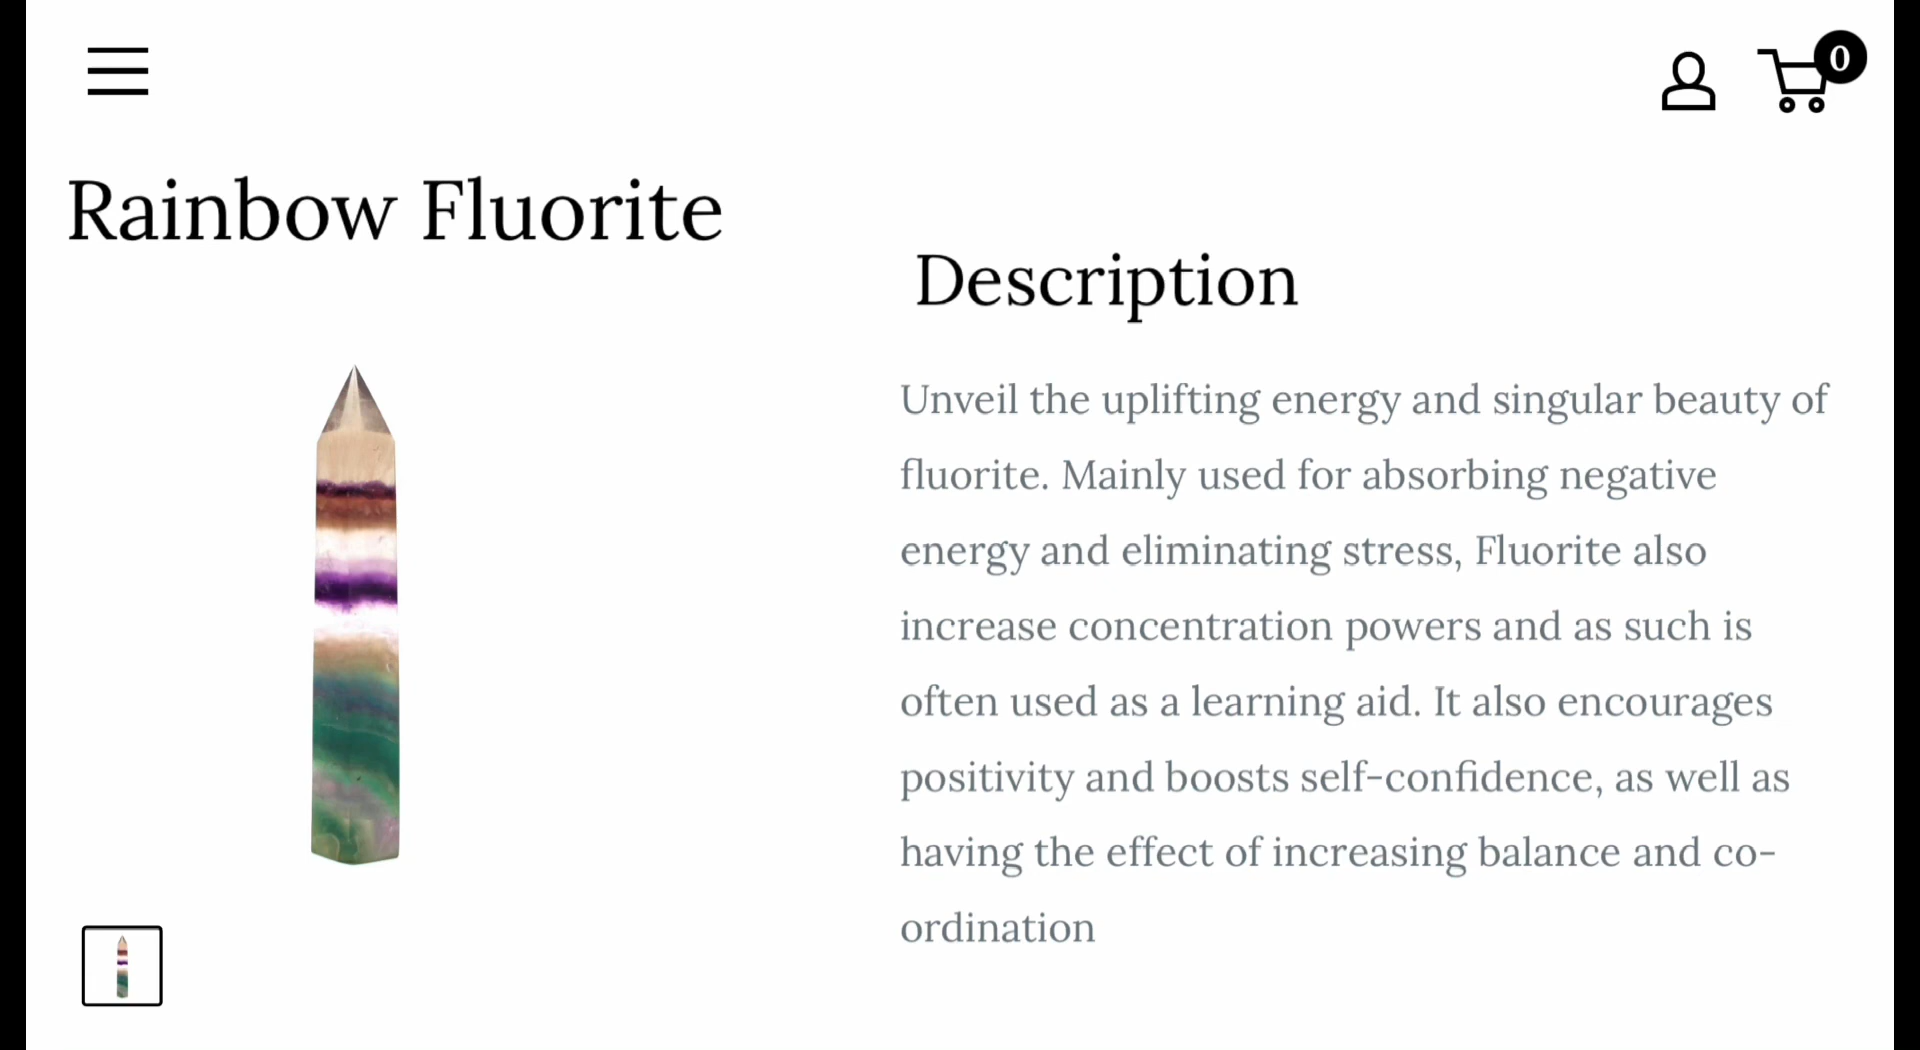 0
Rainbow Fluorite
Description
Unveil the uplifting energy and singular beauty of
fluorite. Mainly used for absorbing negative
energy and eliminating stress, Fluorite also
increase concentration powers and as such is
often used as a learning aid. It also encourages
positivity and boosts self-confidence, as well as
having the effect of increasing balance and co-
ordination